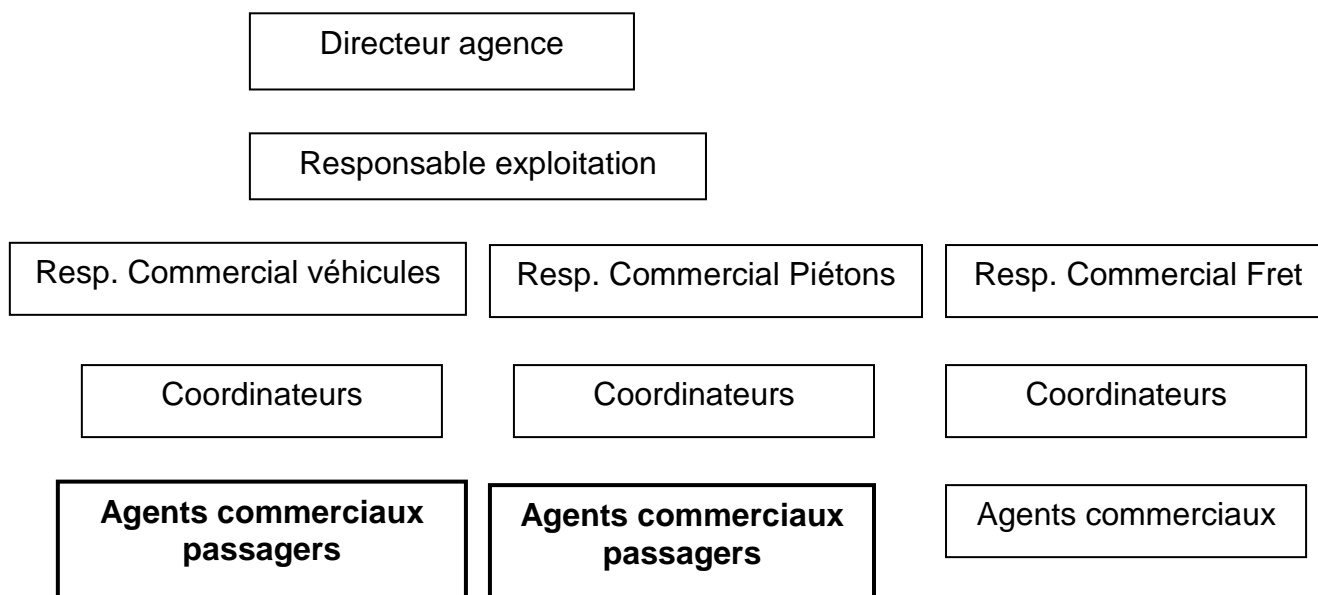 Directeur agence
Responsable exploitation
Resp. Commercial véhicules
Resp. Commercial Piétons
Resp. Commercial Fret
Coordinateurs
Coordinateurs
Coordinateurs
Agents commerciaux
passagers
Agents commerciaux
passagers
Agents commerciaux